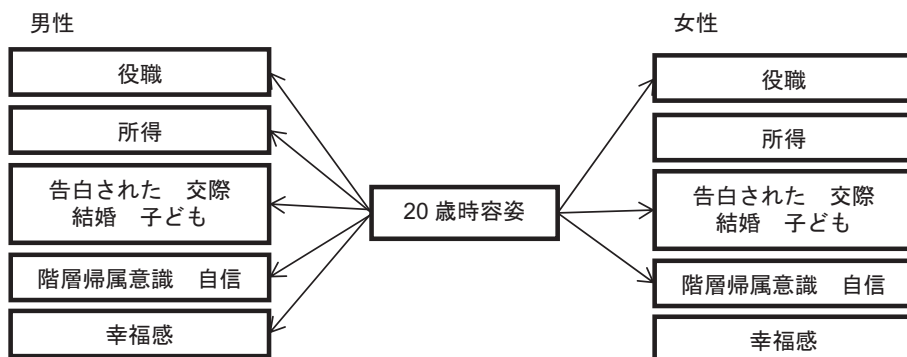 男性
役職
所得
告白された 交際
結婚 子ども
階層帰属意識 自信
幸福感
20 歳時容姿
女性
役職
所得
告白された 交際
結婚 子ども
階層帰属意識 自信
幸福感